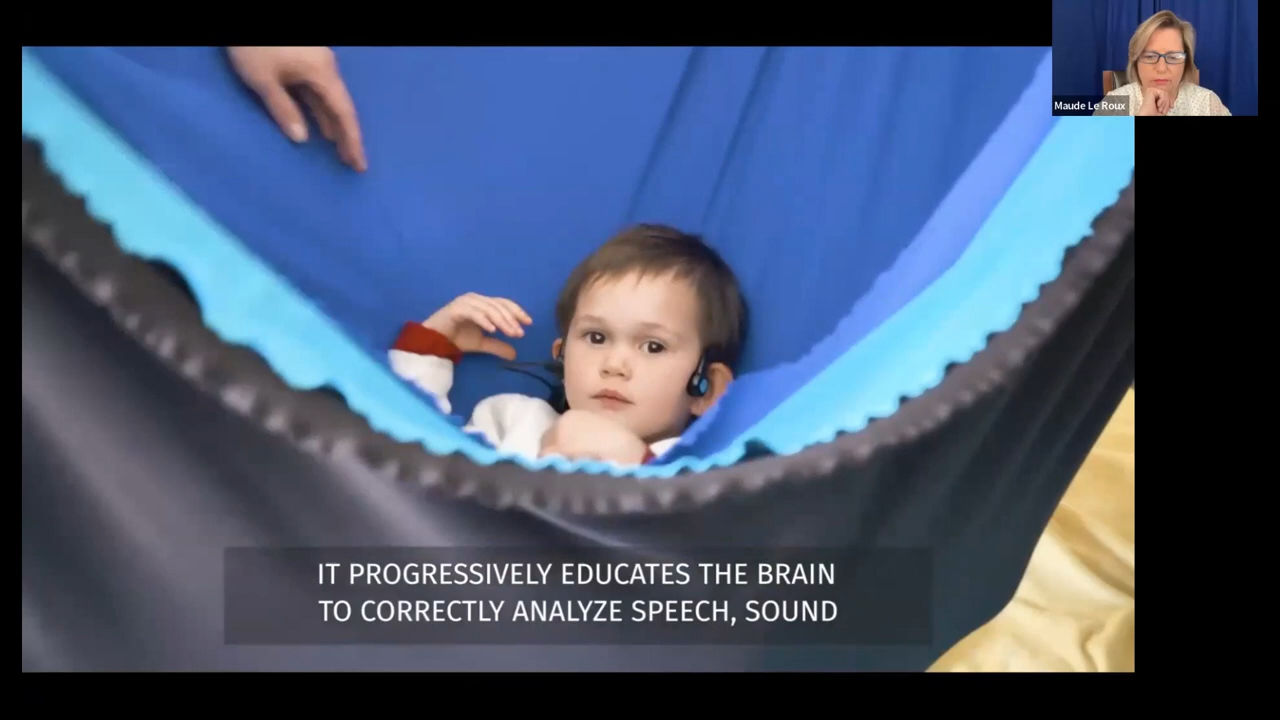 Maude Le Roux
IT PROGRESSIVELY EDUCATES THE BRAIN
TO CORRECTLY ANALYZE SPEECH, SOUND